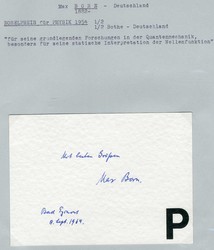 Max B O R N - Deutschland
1882-
NOBELPREIS für PHYSIK 1954 1/2
1/2 Bothe - Deutschland
"für seine grundlegenden Forschungen in der Quantenmechanik,
besonders für seine statistische Interpretation der Wellenfunktion"
Mit besten Grüßen
Max Born.
Bad Pyrmont
Sept. 1964.
P